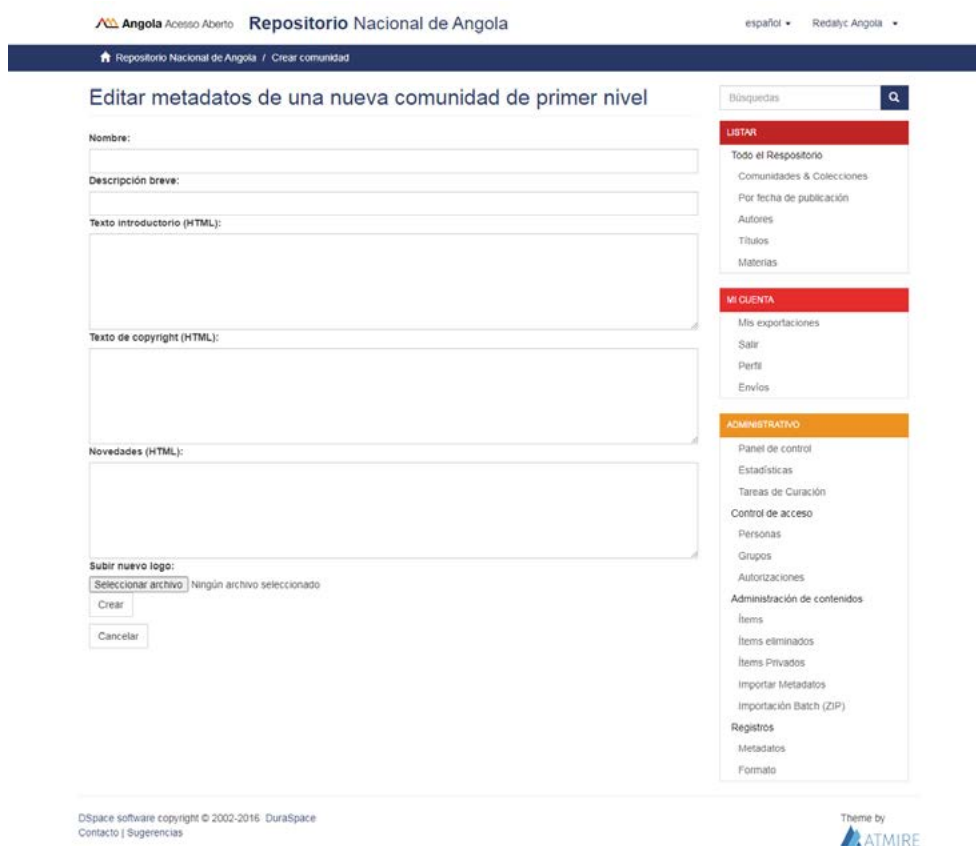 Angola Acesso Aberto Repositorio Nacional de Angola español Redalyc Angola
Repositorio Nacional de Angola / Crear comunidad
Editar metadatos de una nueva comunidad de primer nivel
Nombre:
Descripción breve:
Texto introductorio (HTML):
Texto de copyright (HTML):
Novedades (HTML):
Subir nuevo logo:
Seleccionar archivo Ningún archivo seleccionado
Crear
Cancelar
Búsquedas
LISTAR
Todo el Respositorio
Comunidades & Colecciones
Por fecha de publicación
Autores
Títulos
Materias
MI CUENTA
Mis exportaciones
Salir
Perfil
Envíos
ADMINISTRATIVO
Panel de control
Estadísticas
Tareas de Curación
Control de acceso
Personas
Grupos
Autorizaciones
Administración de contenidos
Ítems
Ítems eliminados
Ítems Privados
Importar Metadatos
Importación Batch (ZIP)
Registros
Metadatos
Formato
DSpace software copyright © 2002-2016 DuraSpace
Contacto | Sugerencias
Theme by
ATMIRE